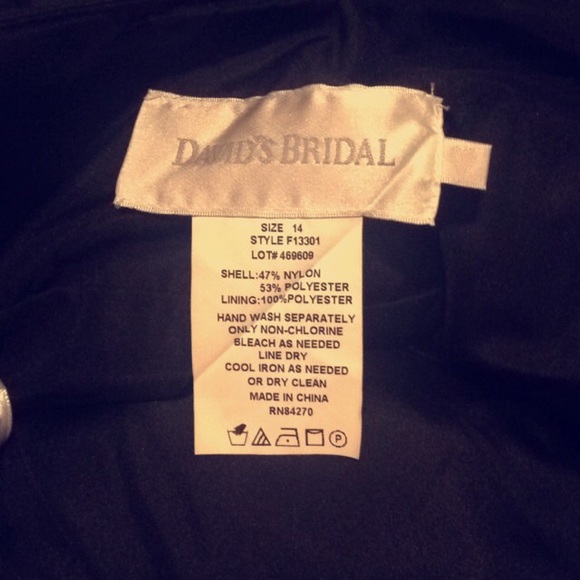 DAVID'S BRIDAL
SIZE 14
STYLE F13301
LOT# 469609
SHELL:47% NYLON
53% POLYESTER
LINING:100%POLYESTER
HAND WASH SEPARATELY
ONLY NON-CHLORINE
BLEACH AS NEEDED
LINE DRY
COOL IRON AS NEEDED
OR DRY CLEAN
MADE IN CHINA
RN84270
P